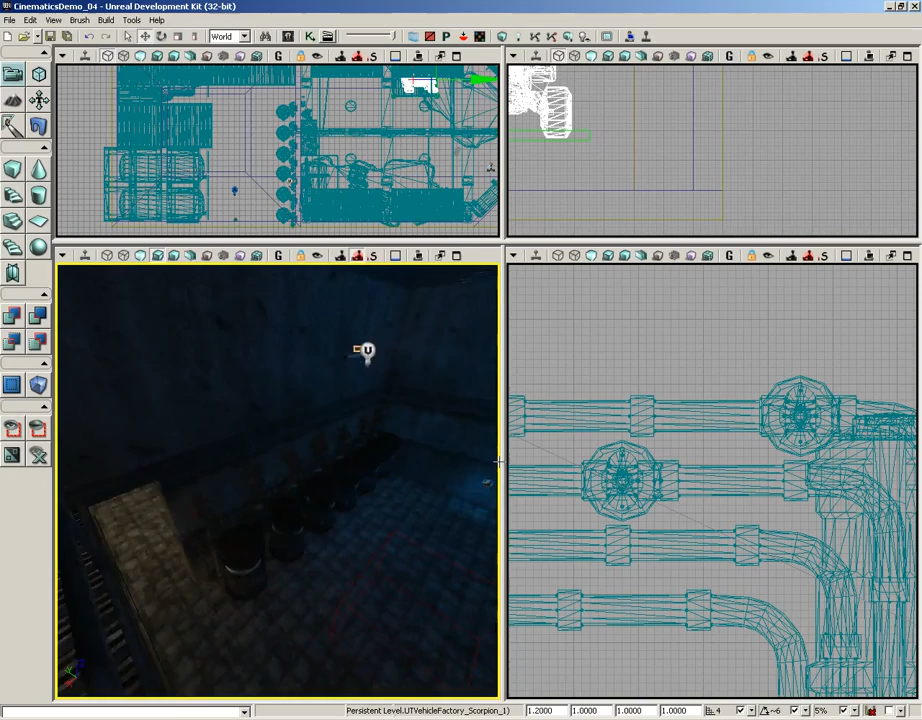 CinematicsDemo_04 - Unreal Development Kit (32-bit)
File Edit View Brush Build Tools Help
World
G
G
G
G
Persistent Level.UTVehicleFactory_Scorpion_1)
1.2000
1.0000
1.0000
1.0000
4
~6
5%